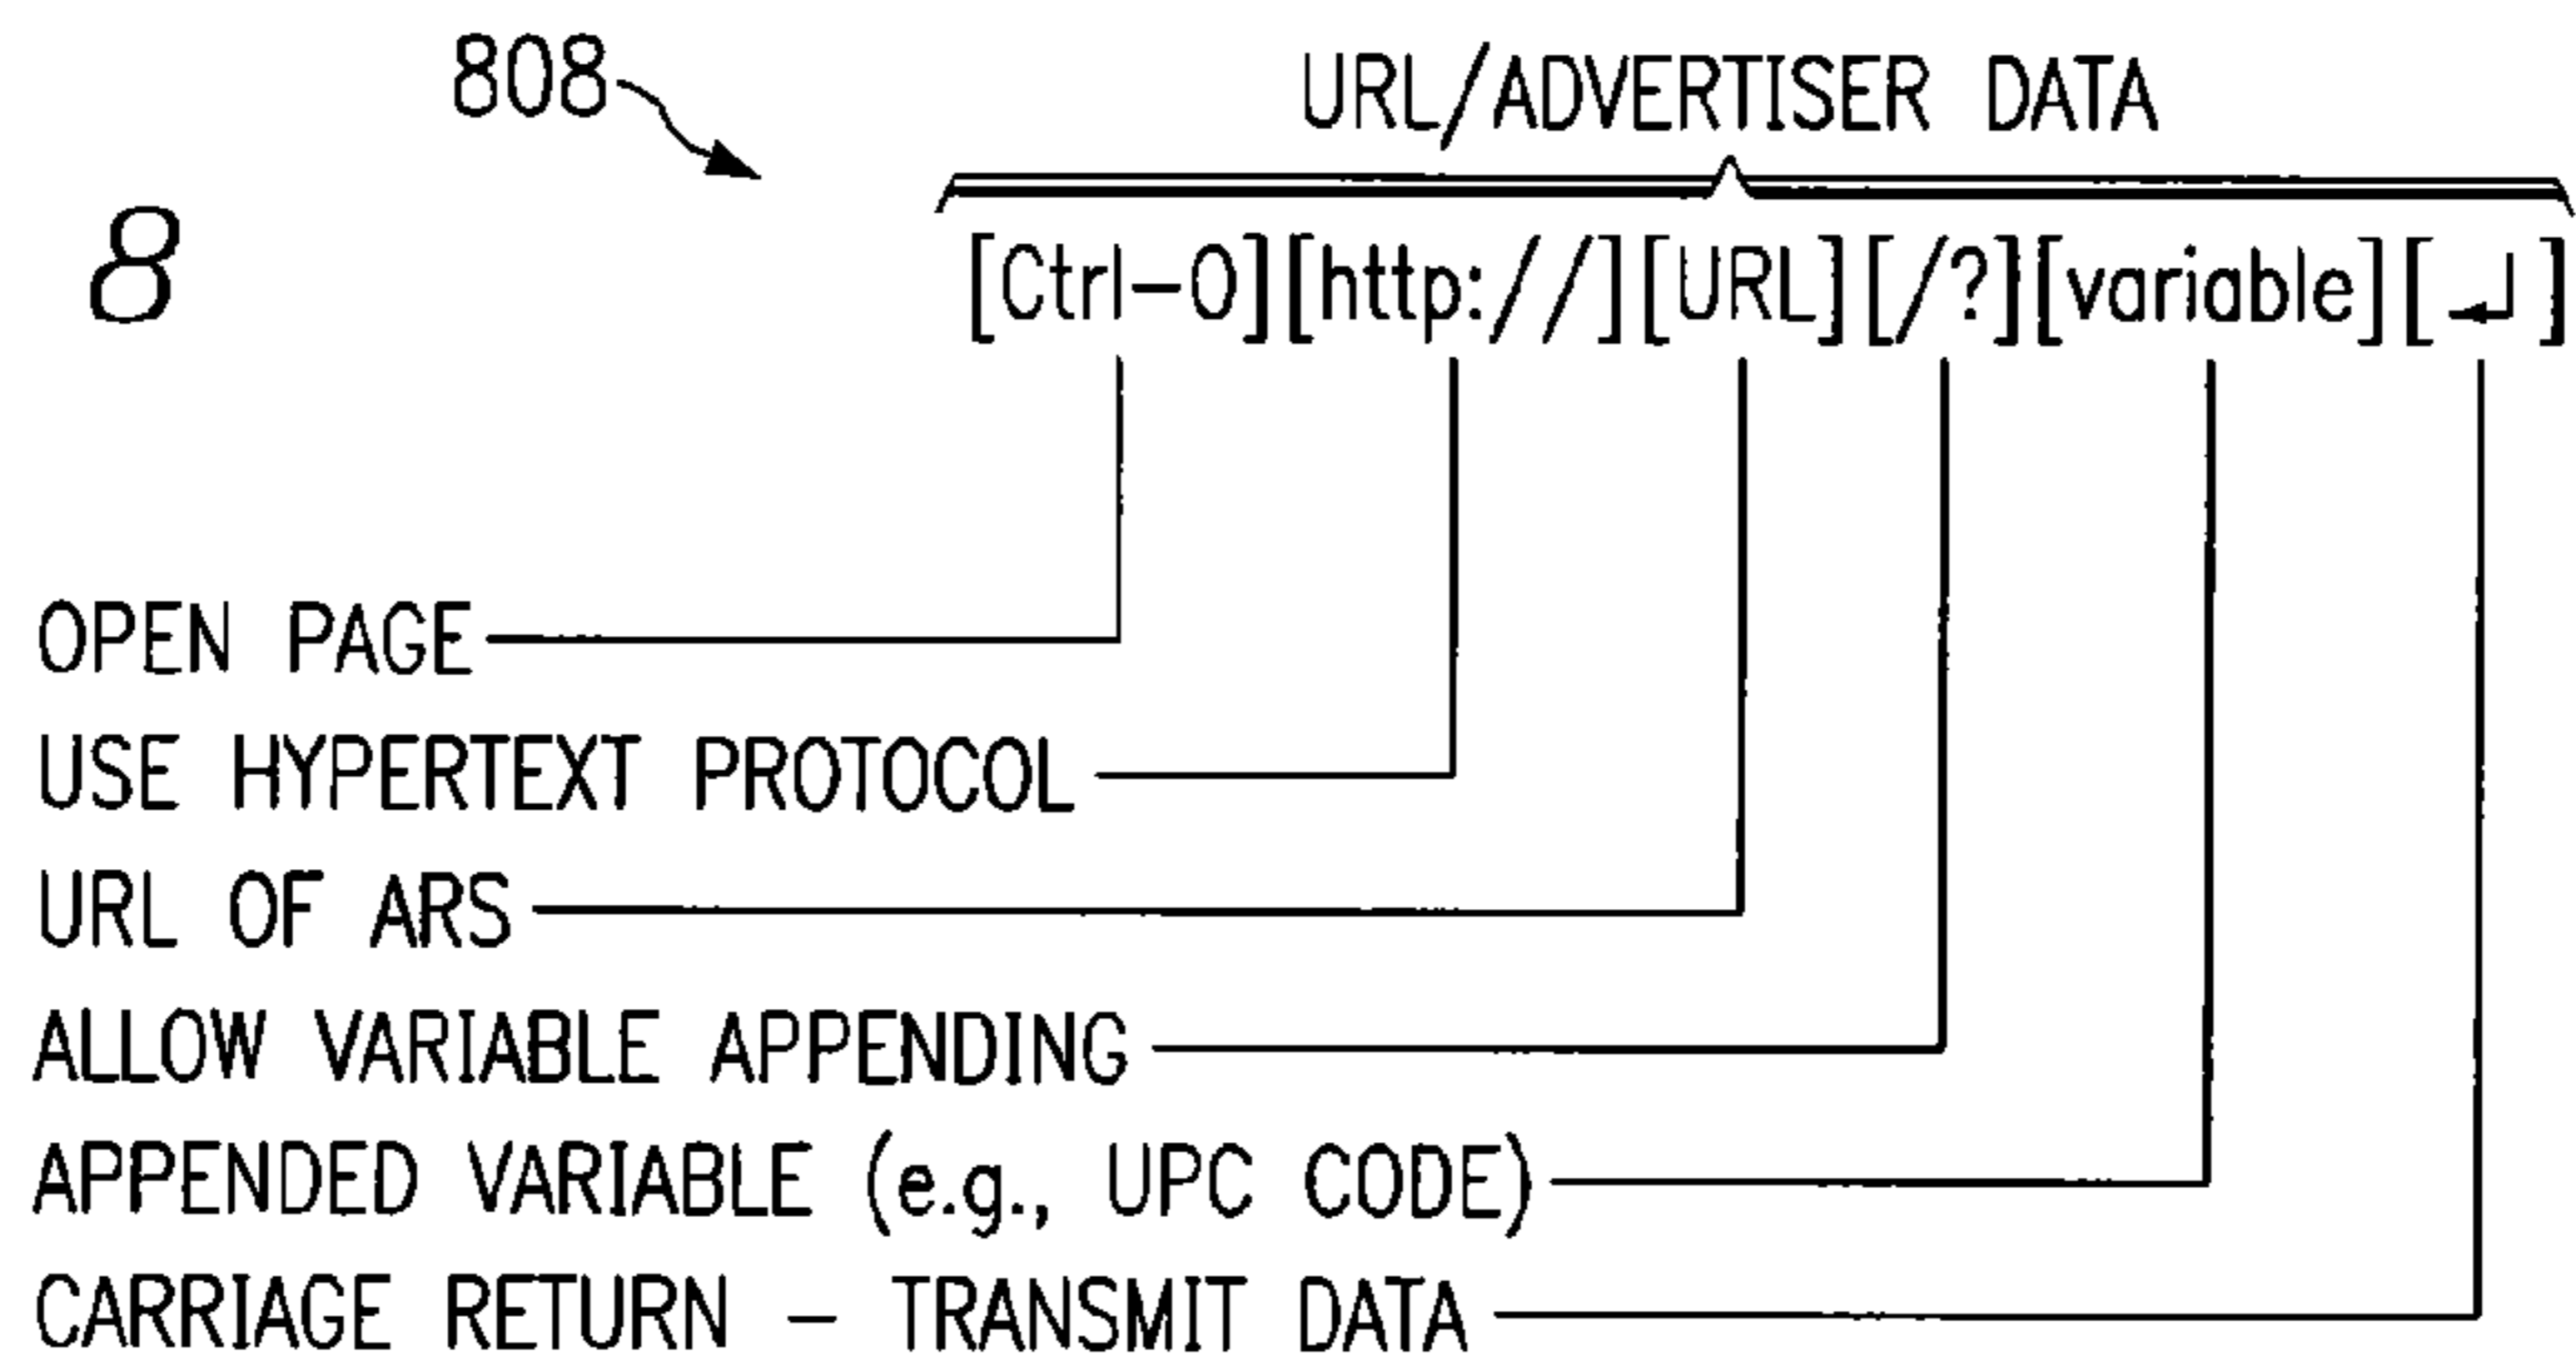 808
URL/ADVERTISER DATA
8
[Ctrl-O][http://][URL][/?][variable][↵]
OPEN PAGE
USE HYPERTEXT PROTOCOL
URL OF ARS
ALLOW VARIABLE APPENDING
APPENDED VARIABLE (e.g., UPC CODE)
CARRIAGE RETURN – TRANSMIT DATA